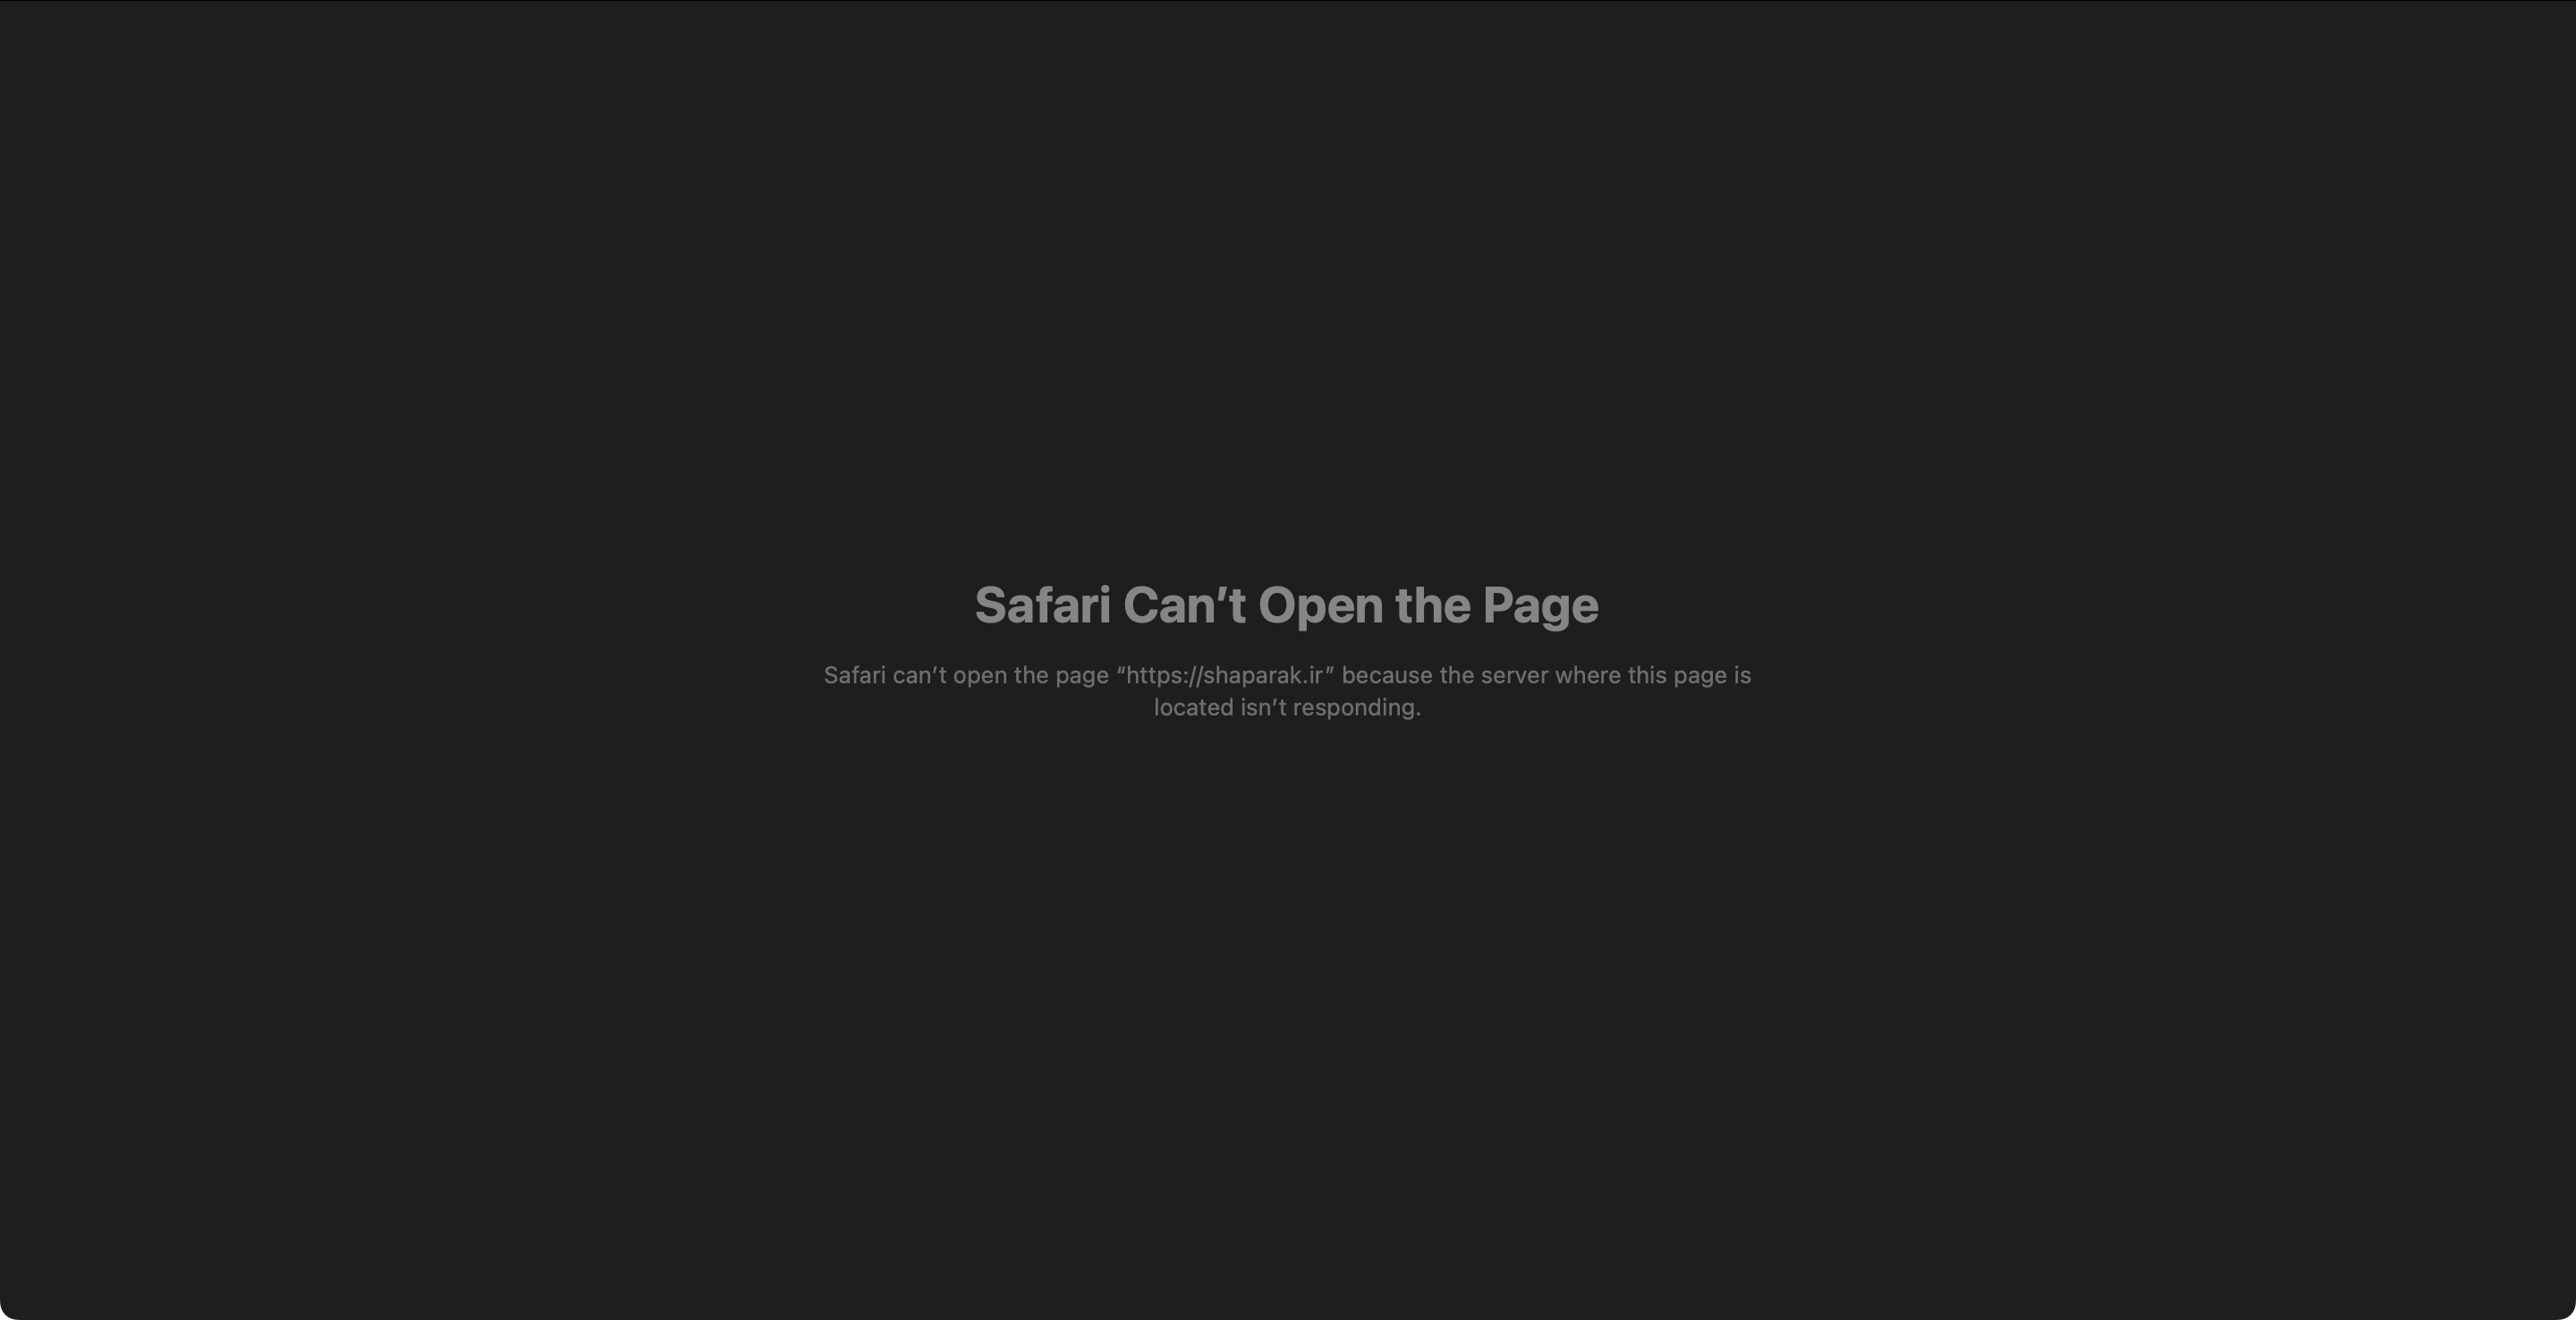 Safari Can’t Open the Page
Safari can’t open the page “https://shaparak.ir” because the server where this page is
located isn’t responding.